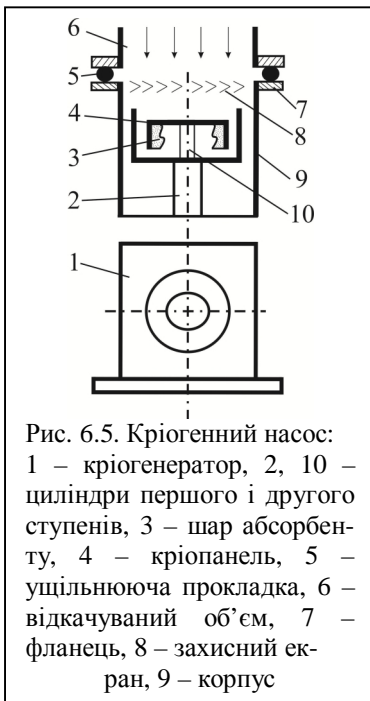 6
5
4
3
2
1
7
8
9
10
Рис. 6.5. Кріогенний насос:
1 – кріогенератор, 2, 10 –
циліндри першого і другого
ступенів, 3 – шар абсорбен-
ту, 4 – кріопанель, 5 –
ущільнююча прокладка, 6 –
відкачуваний об’єм, 7 –
фланець, 8 – захисний ек-
ран, 9 – корпус